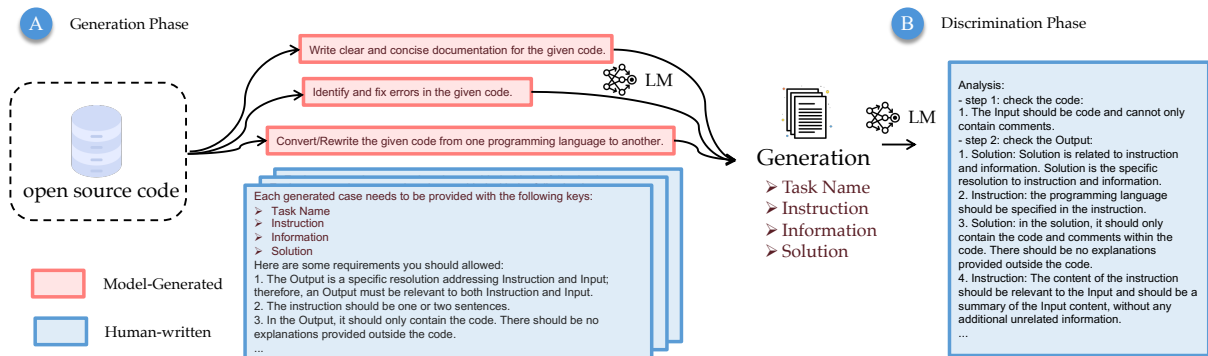 A
Generation Phase
Write clear and concise documentation for the given code.
Identify and fix errors in the given code.
LM
Convert/Rewrite the given code from one programming language to another.
open source code
Each generated case needs to be provided with the following keys:
➢ Task Name
➢ Instruction
➢ Information
➢ Solution
Here are some requirements you should allowed:
1. The Output is a specific resolution addressing Instruction and Input;
therefore, an Output must be relevant to both Instruction and Input.
2. The instruction should be one or two sentences.
3. In the Output, it should only contain the code. There should be no
explanations provided outside the code.
...
Model-Generated
Human-written
Generation
➢ Task Name
➢ Instruction
➢ Information
➢ Solution
LM
B
Discrimination Phase
Analysis:
- step 1: check the code:
1. The Input should be code and cannot only
contain comments.
- step 2: check the Output:
1. Solution: Solution is related to instruction
and information. Solution is the specific
resolution to instruction and information.
2. Instruction: the programming language
should be specified in the instruction.
3. Solution: in the solution, it should only
contain the code and comments within the
code. There should be no explanations
provided outside the code.
4. Instruction: The content of the instruction
should be relevant to the Input and should be a
summary of the Input content, without any
additional unrelated information.
...